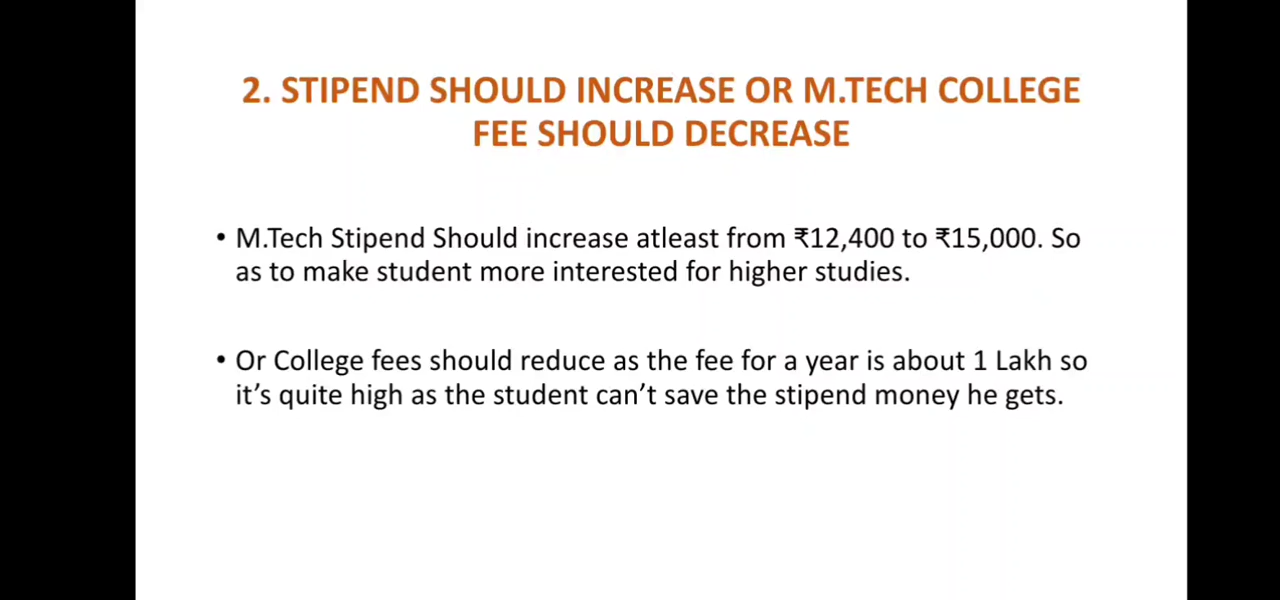 2. STIPEND SHOULD INCREASE OR M.TECH COLLEGE
FEE SHOULD DECREASE
• M.Tech Stipend Should increase atleast from ₹12,400 to ₹15,000. So
as to make student more interested for higher studies.
• Or College fees should reduce as the fee for a year is about 1 Lakh so
it’s quite high as the student can’t save the stipend money he gets.